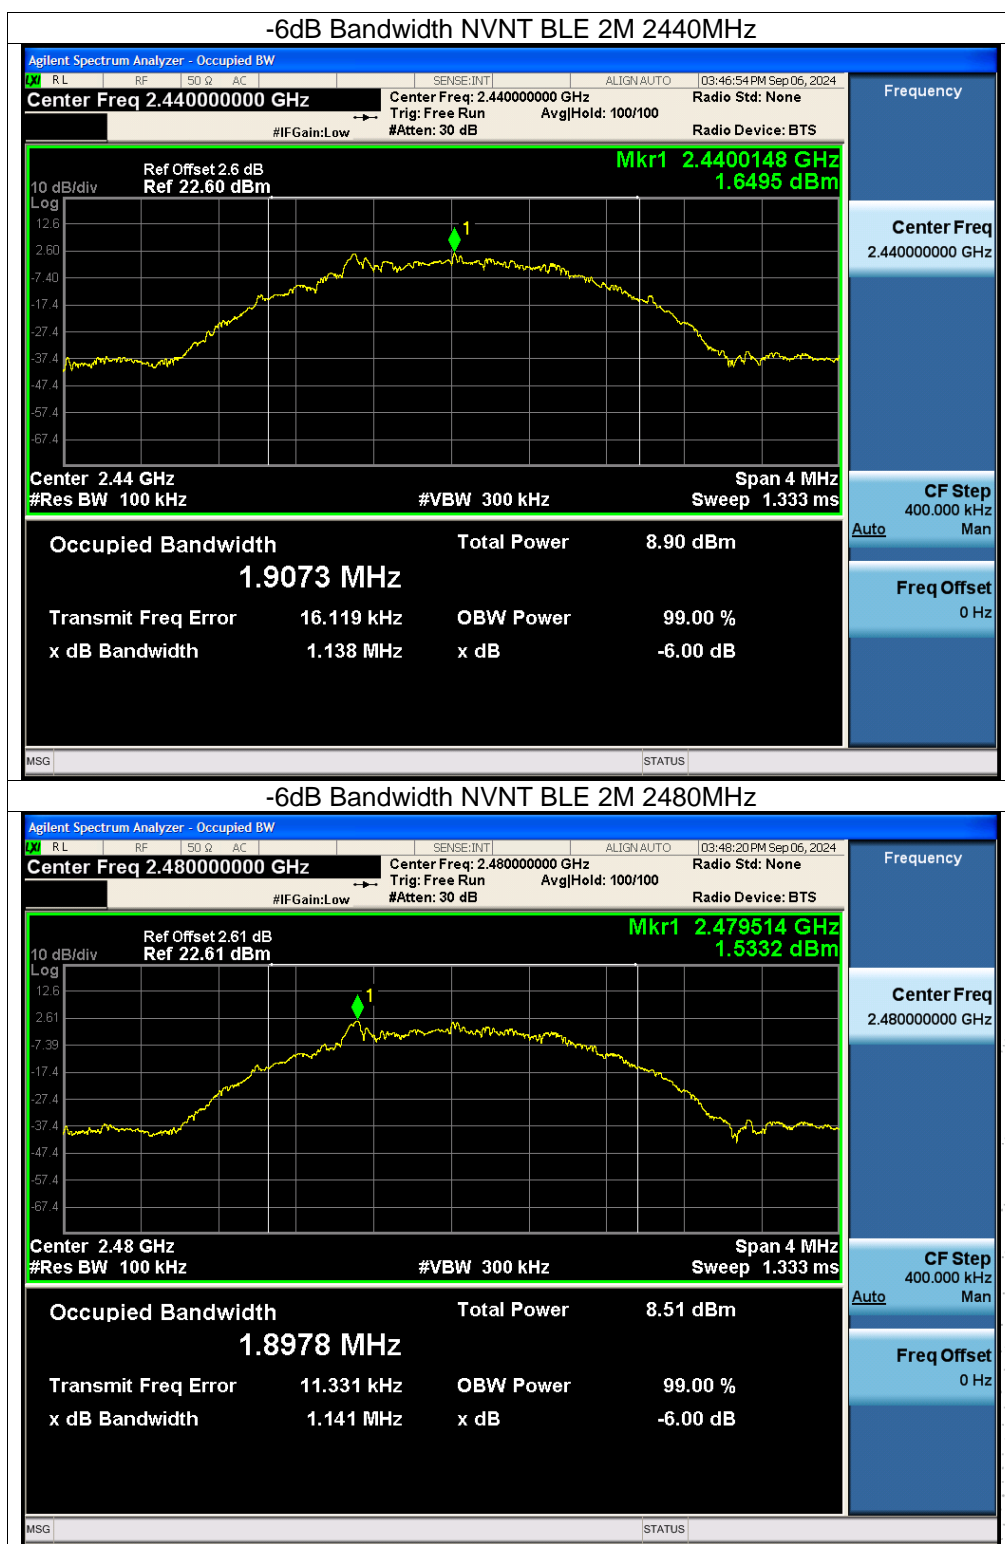 -6dB Bandwidth NVNT BLE 2M 2440MHz
Agilent Spectrum Analyzer - Occupied BW
LXI RL RF 50 Ω AC SENSE:INT ALIGN AUTO 03:46:54 PM Sep 06, 2024
Center Freq 2.440000000 GHz
Center Freq: 2.440000000 GHz Radio Std: None
Trig: Free Run Avg|Hold: 100/100
#IFGain:Low #Atten: 30 dB Radio Device: BTS
Frequency
Mkr1 2.4400148 GHz
1.6495 dBm
Ref Offset 2.6 dB
10 dB/div Ref 22.60 dBm
Log
12.6
2.60
-7.40
-17.4
-27.4
-37.4
-47.4
-57.4
-67.4
1
Center Freq
2.440000000 GHz
Center 2.44 GHz Span 4 MHz
#Res BW 100 kHz #VBW 300 kHz Sweep 1.333 ms
CF Step
400.000 kHz
Auto Man
Occupied Bandwidth Total Power 8.90 dBm
1.9073 MHz
Transmit Freq Error 16.119 kHz OBW Power 99.00 %
x dB Bandwidth 1.138 MHz x dB -6.00 dB
Freq Offset
0 Hz
MSG STATUS
-6dB Bandwidth NVNT BLE 2M 2480MHz
Agilent Spectrum Analyzer - Occupied BW
LXI RL RF 50 Ω AC SENSE:INT ALIGN AUTO 03:48:20 PM Sep 06, 2024
Center Freq 2.480000000 GHz
Center Freq: 2.480000000 GHz Radio Std: None
Trig: Free Run Avg|Hold: 100/100
#IFGain:Low #Atten: 30 dB Radio Device: BTS
Frequency
Mkr1 2.479514 GHz
1.5332 dBm
Ref Offset 2.61 dB
10 dB/div Ref 22.61 dBm
Log
12.6
2.61
-7.39
-17.4
-27.4
-37.4
-47.4
-57.4
-67.4
1
Center Freq
2.480000000 GHz
Center 2.48 GHz Span 4 MHz
#Res BW 100 kHz #VBW 300 kHz Sweep 1.333 ms
CF Step
400.000 kHz
Auto Man
Occupied Bandwidth Total Power 8.51 dBm
1.8978 MHz
Transmit Freq Error 11.331 kHz OBW Power 99.00 %
x dB Bandwidth 1.141 MHz x dB -6.00 dB
Freq Offset
0 Hz
MSG STATUS